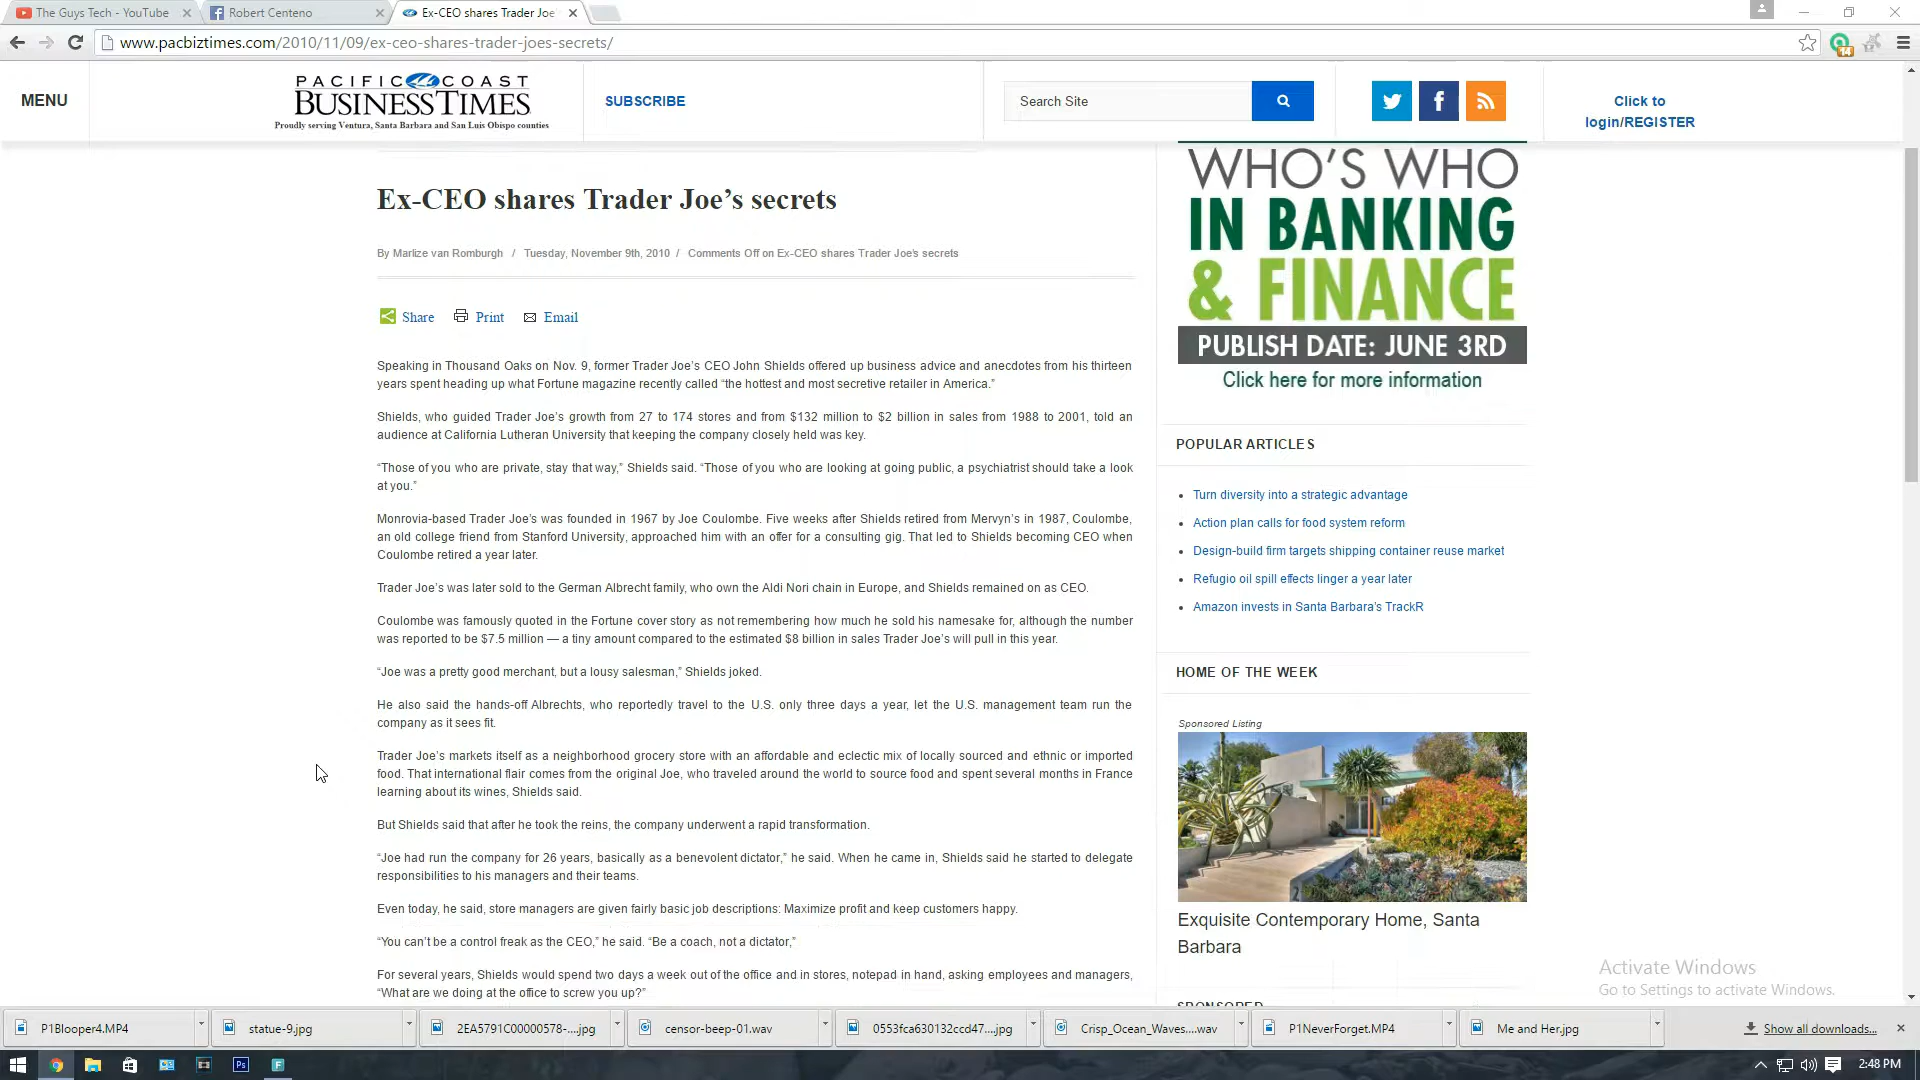 The Guys Tech - YouTube
Robert Centeno
Ex-CEO shares Trader Joe
www.pacbiztimes.com/2010/11/09/ex-ceo-shares-trader-joes-secrets/
14
MENU
PACIFIC COAST
BUSINESS TIMES
Proudly serving Ventura, Santa Barbara and San Luis Obispo counties
SUBSCRIBE
Search Site
Click to
login/REGISTER
Ex-CEO shares Trader Joe’s secrets
By Marlize van Romburgh / Tuesday, November 9th, 2010 / Comments Off on Ex-CEO shares Trader Joe's secrets
Share Print Email
Speaking in Thousand Oaks on Nov. 9, former Trader Joe’s CEO John Shields offered up business advice and anecdotes from his thirteen
years spent heading up what Fortune magazine recently called “the hottest and most secretive retailer in America.”
Shields, who guided Trader Joe’s growth from 27 to 174 stores and from $132 million to $2 billion in sales from 1988 to 2001, told an
audience at California Lutheran University that keeping the company closely held was key.
“Those of you who are private, stay that way,” Shields said. “Those of you who are looking at going public, a psychiatrist should take a look
at you.”
Monrovia-based Trader Joe’s was founded in 1967 by Joe Coulombe. Five weeks after Shields retired from Mervyn’s in 1987, Coulombe,
an old college friend from Stanford University, approached him with an offer for a consulting gig. That led to Shields becoming CEO when
Coulombe retired a year later.
Trader Joe’s was later sold to the German Albrecht family, who own the Aldi Nori chain in Europe, and Shields remained on as CEO.
Coulombe was famously quoted in the Fortune cover story as not remembering how much he sold his namesake for, although the number
was reported to be $7.5 million — a tiny amount compared to the estimated $8 billion in sales Trader Joe’s will pull in this year.
“Joe was a pretty good merchant, but a lousy salesman,” Shields joked.
He also said the hands-off Albrechts, who reportedly travel to the U.S. only three days a year, let the U.S. management team run the
company as it sees fit.
Trader Joe’s markets itself as a neighborhood grocery store with an affordable and eclectic mix of locally sourced and ethnic or imported
food. That international flair comes from the original Joe, who traveled around the world to source food and spent several months in France
learning about its wines, Shields said.
But Shields said that after he took the reins, the company underwent a rapid transformation.
“Joe had run the company for 26 years, basically as a benevolent dictator,” he said. When he came in, Shields said he started to delegate
responsibilities to his managers and their teams.
Even today, he said, store managers are given fairly basic job descriptions: Maximize profit and keep customers happy.
“You can’t be a control freak as the CEO,” he said. “Be a coach, not a dictator,”
For several years, Shields would spend two days a week out of the office and in stores, notepad in hand, asking employees and managers,
“What are we doing at the office to screw you up?”
WHO'S WHO
IN BANKING
& FINANCE
PUBLISH DATE: JUNE 3RD
Click here for more information
POPULAR ARTICLES
Turn diversity into a strategic advantage
Action plan calls for food system reform
Design-build firm targets shipping container reuse market
Refugio oil spill effects linger a year later
Amazon invests in Santa Barbara’s TrackR
HOME OF THE WEEK
Sponsored Listing
Exquisite Contemporary Home, Santa
Barbara
SPONSORED
Activate Windows
Go to Settings to activate Windows.
P1Blooper4.MP4
statue-9.jpg
2EA5791C00000578-....jpg
censor-beep-01.wav
0553fca630132ccd47....jpg
Crisp_Ocean_Waves....wav
P1NeverForget.MP4
Me and Her.jpg
Show all downloads...
2:48 PM